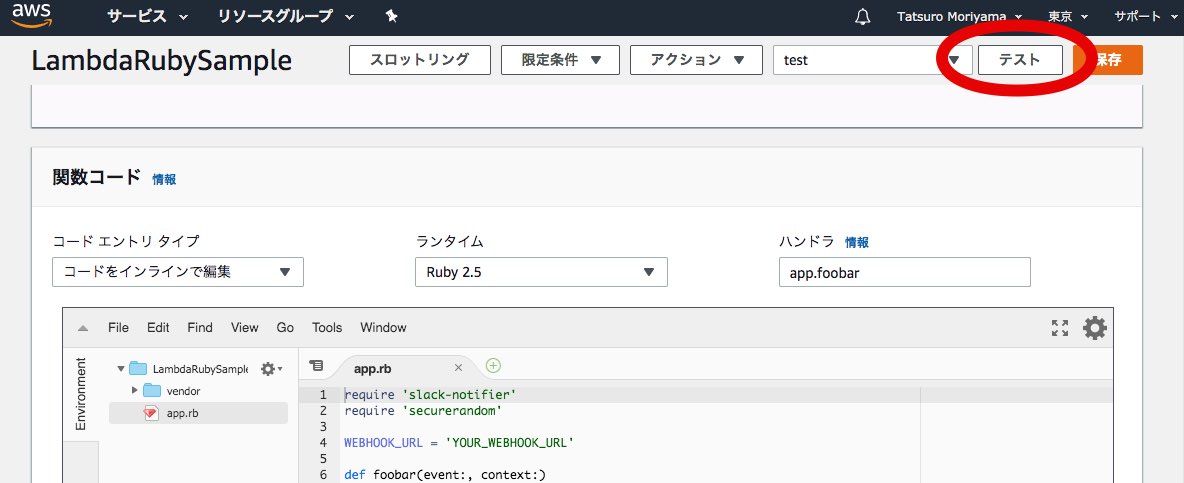 aws サービス リソースグループ Tatsuro Moriyama 東京 サポート
LambdaRubySample スロットリング 限定条件 アクション test テスト 保存
関数コード 情報
コード エントリ タイプ ランタイム ハンドラ 情報
コードをインラインで編集 Ruby 2.5 app.foobar
File Edit Find View Go Tools Window
Environment
LambdaRubySample app.rb
vendor
app.rb
1 require 'slack-notifier'
2 require 'securerandom'
3
4 WEBHOOK_URL = 'YOUR_WEBHOOK_URL'
5
6 def foobar(event:, context:)